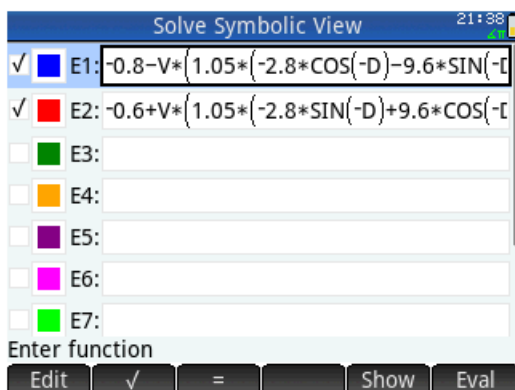 Solve Symbolic View 21:38
∡π
√ E1: -0.8−V*(1.05*(-2.8*COS(-D)−9.6*SIN(-D
√ E2: -0.6+V*(1.05*(-2.8*SIN(-D)+9.6*COS(-D
E3:
E4:
E5:
E6:
E7:
Enter function
Edit √ = Show Eval